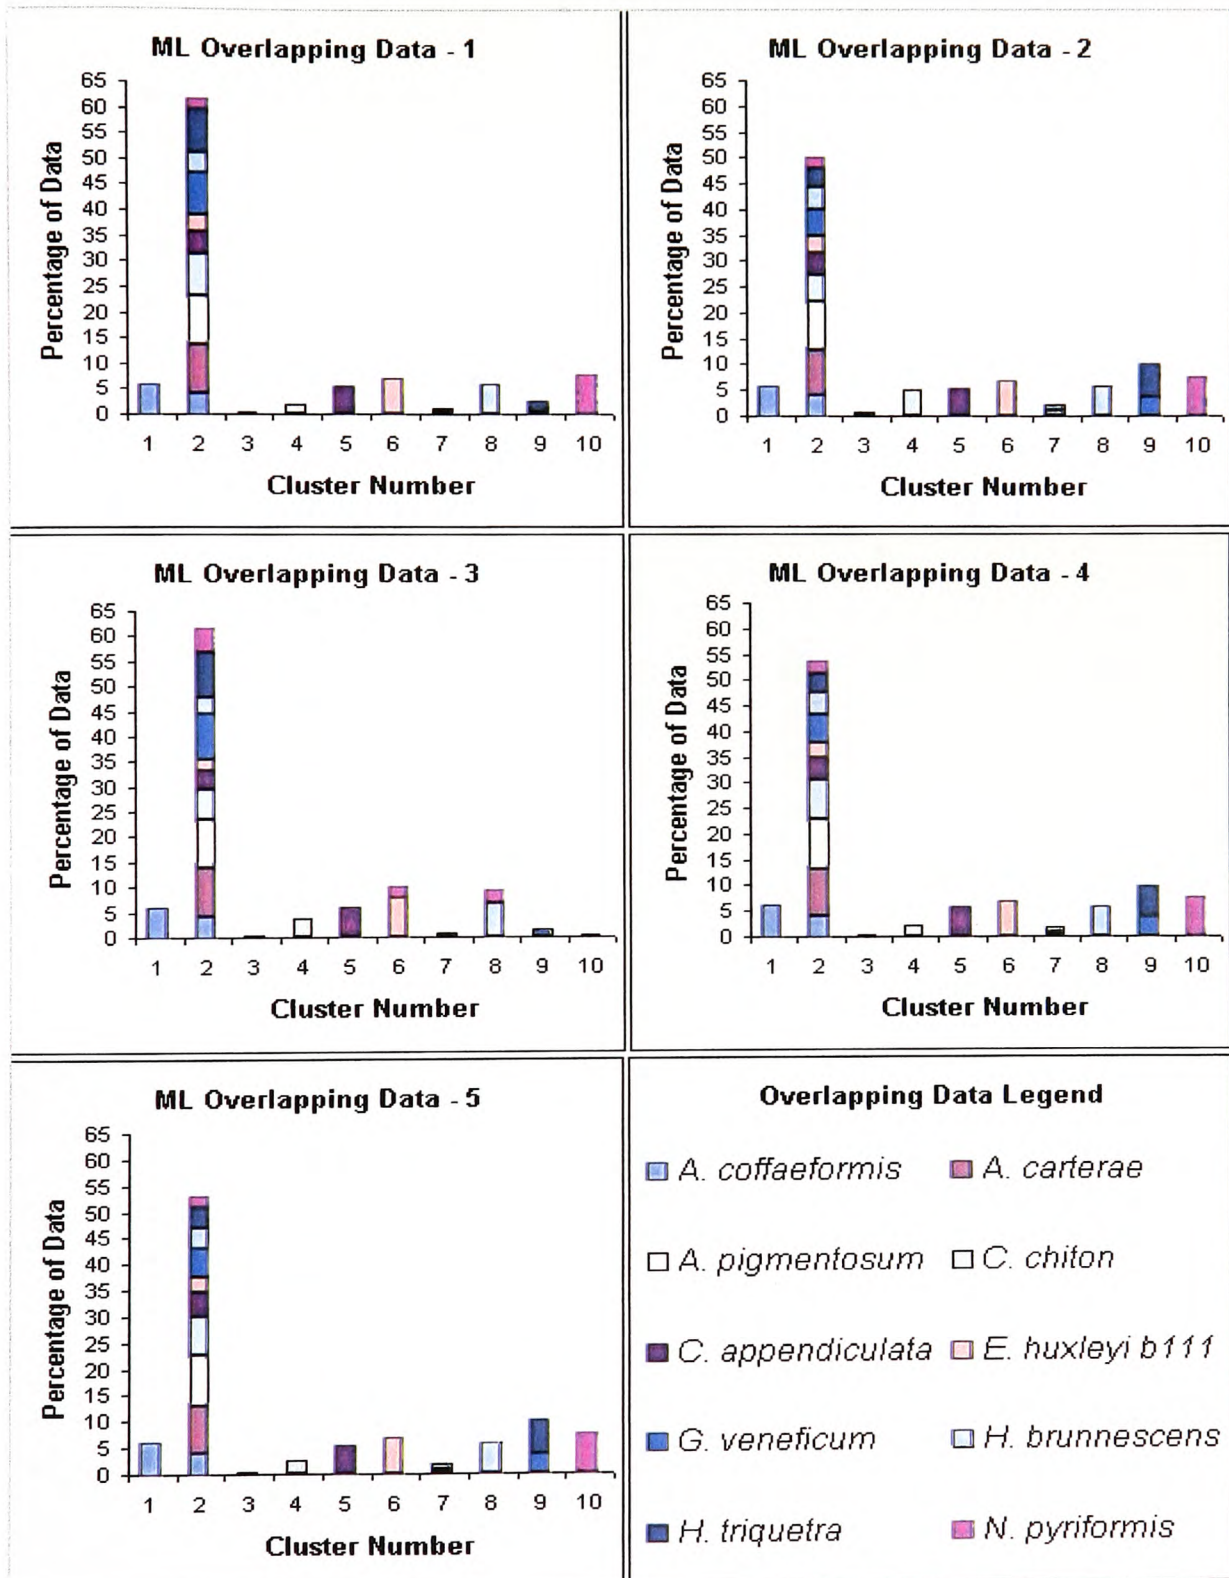 ML Overlapping Data - 1
Percentage of Data
65
60
55
50
45
40
35
30
25
20
15
10
5
0
1 2 3 4 5 6 7 8 9 10
Cluster Number
ML Overlapping Data - 2
Percentage of Data
65
60
55
50
45
40
35
30
25
20
15
10
5
0
1 2 3 4 5 6 7 8 9 10
Cluster Number
ML Overlapping Data - 3
Percentage of Data
65
60
55
50
45
40
35
30
25
20
15
10
5
0
1 2 3 4 5 6 7 8 9 10
Cluster Number
ML Overlapping Data - 4
Percentage of Data
65
60
55
50
45
40
35
30
25
20
15
10
5
0
1 2 3 4 5 6 7 8 9 10
Cluster Number
ML Overlapping Data - 5
Percentage of Data
65
60
55
50
45
40
35
30
25
20
15
10
5
0
1 2 3 4 5 6 7 8 9 10
Cluster Number
Overlapping Data Legend
A. coffaeformis A. carterae
A. pigmentosum C. chiton
C. appendiculata E. huxleyi b111
G. veneficum H. brunnescens
H. triquetra N. pyriformis